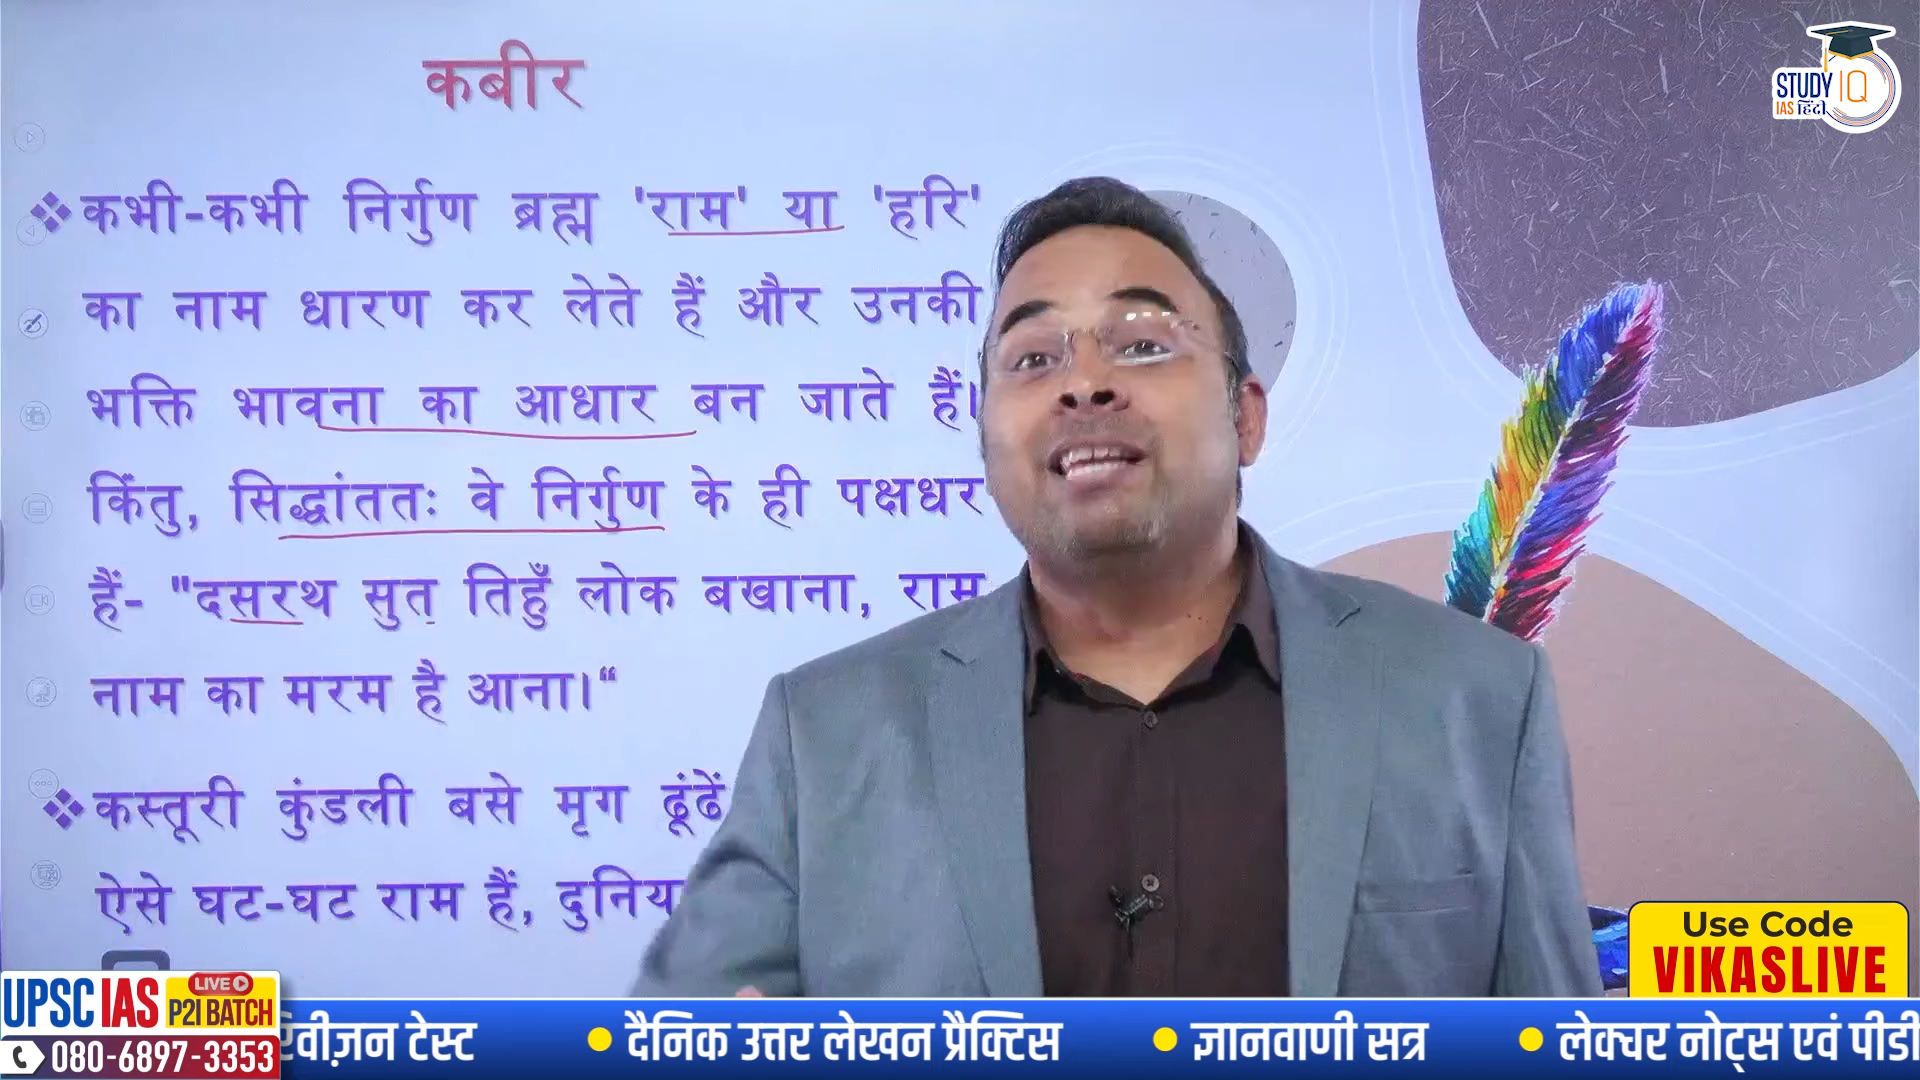 कबीर
STUDY IQ
IAS हिंदी
❖ कभी-कभी निर्गुण ब्रह्म 'राम' या 'हरि'
का नाम धारण कर लेते हैं और उनकी
भक्ति भावना का आधार बन जाते हैं।
किंतु, सिद्धांततः वे निर्गुण के ही पक्षधर
हैं- "दसरथ सुत तिहुँ लोक बखाना, राम
नाम का मरम है आना।“
❖ कस्तूरी कुंडली बसे मृग ढूंढें
ऐसे घट-घट राम हैं,
Use Code
VIKASLIVE
UPSC IAS LIVE P2I BATCH
080-6897-3353
टेस्ट • दैनिक उत्तर लेखन प्रैक्टिस • ज्ञानवाणी सत्र • लेक्चर नोट्स एवं